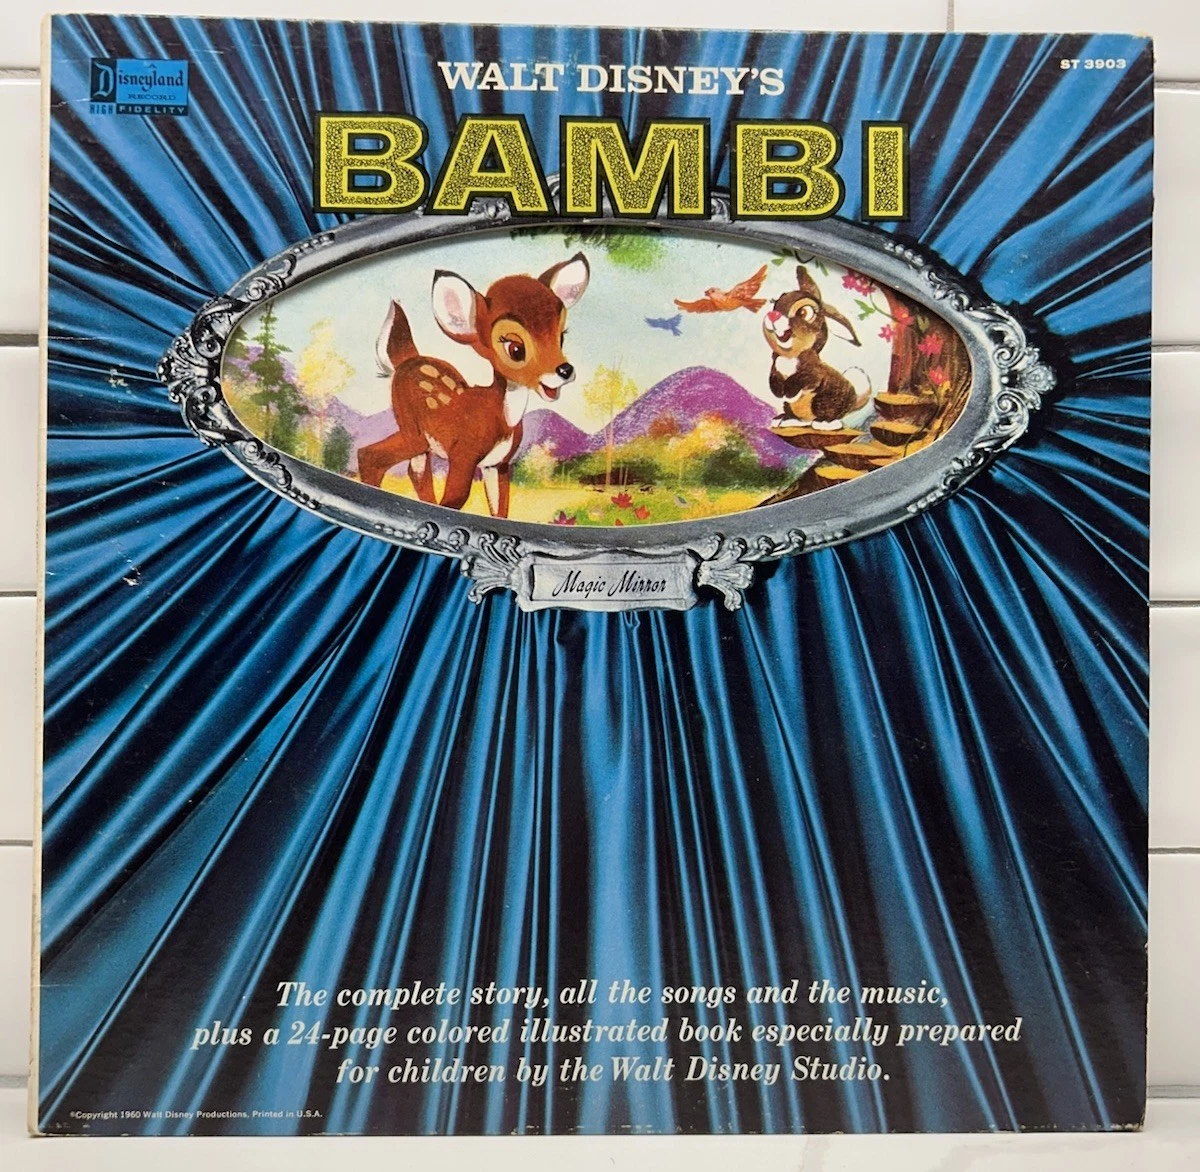 A
Disneyland
RECORD
HIGH FIDELITY
ST 3903
WALT DISNEY'S
BAMBI
Magic Mirror
The complete story, all the songs and the music,
plus a 24-page colored illustrated book especially prepared
for children by the Walt Disney Studio.
©Copyright 1960 Walt Disney Productions. Printed in U.S.A.